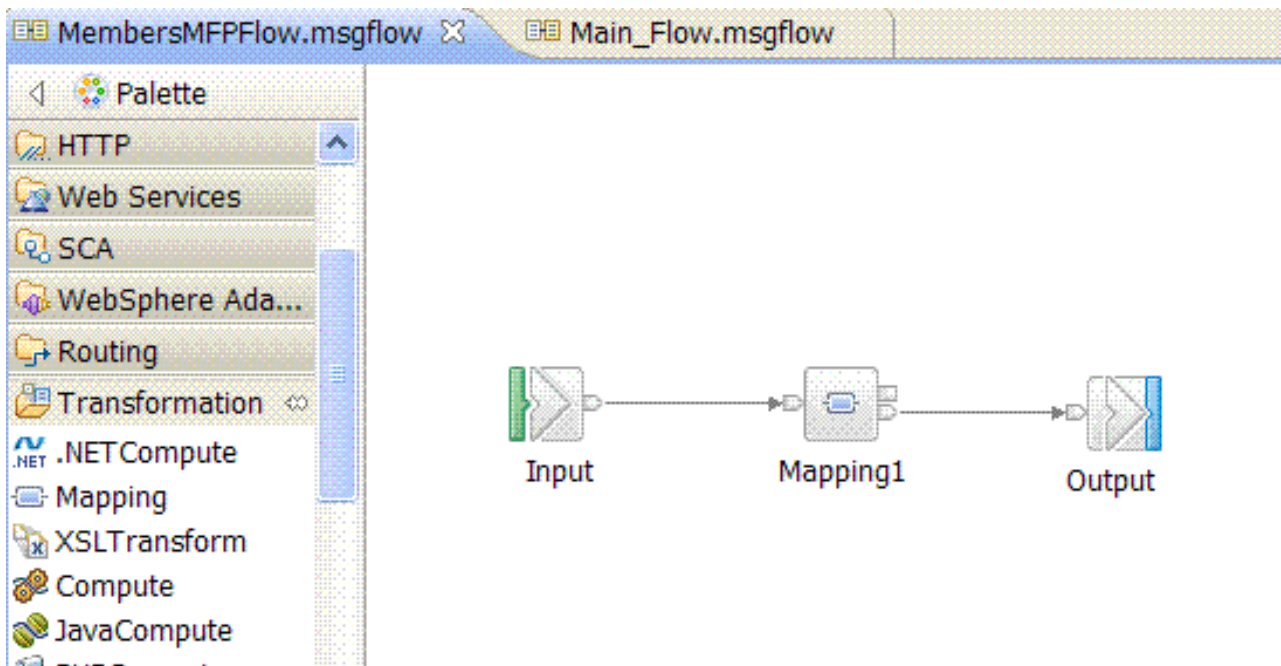 MembersMFPFlow.msgflow Main_Flow.msgflow
Palette
HTTP
Web Services
SCA
WebSphere Ada...
Routing
Transformation
.NET .NETCompute
Mapping
XSLTransform
Compute
JavaCompute
Input
Mapping1
Output